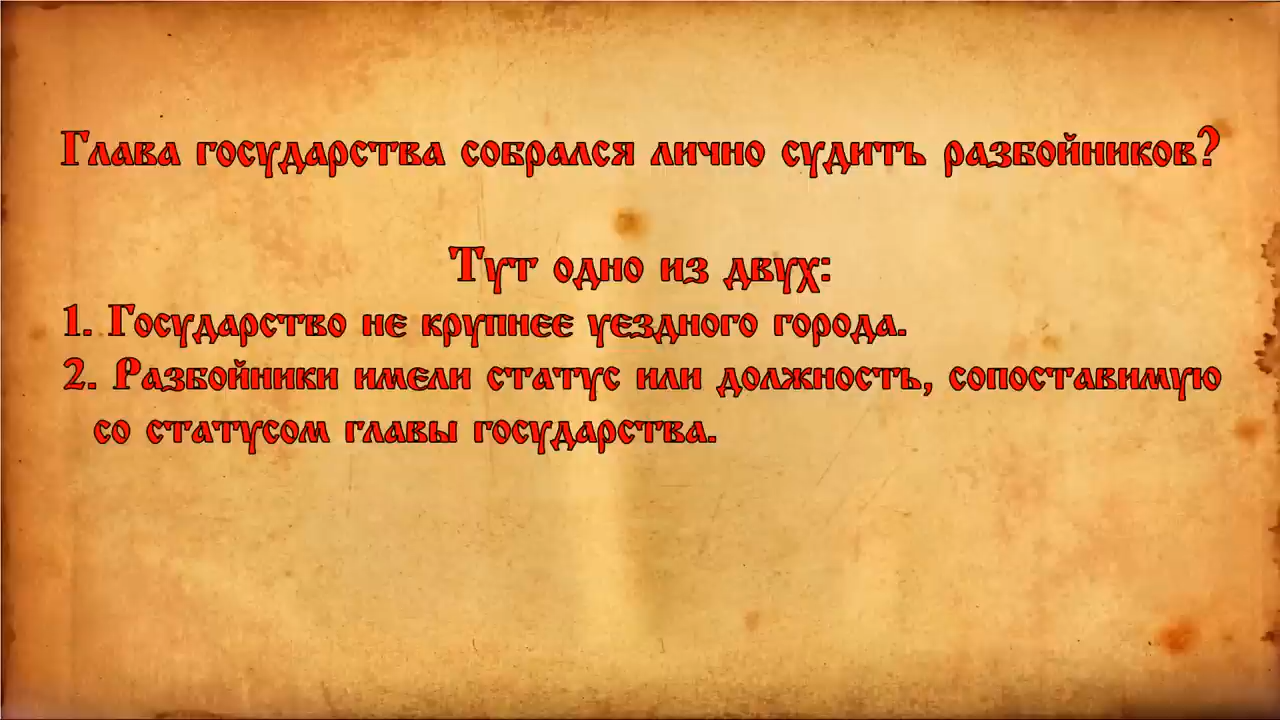 Глава государства собрался лично судить разбойников?
Тут одно из двух:
1. Государство не крупнее уездного города.
2. Разбойники имели статус или должность, сопоставимую
со статусом главы государства.